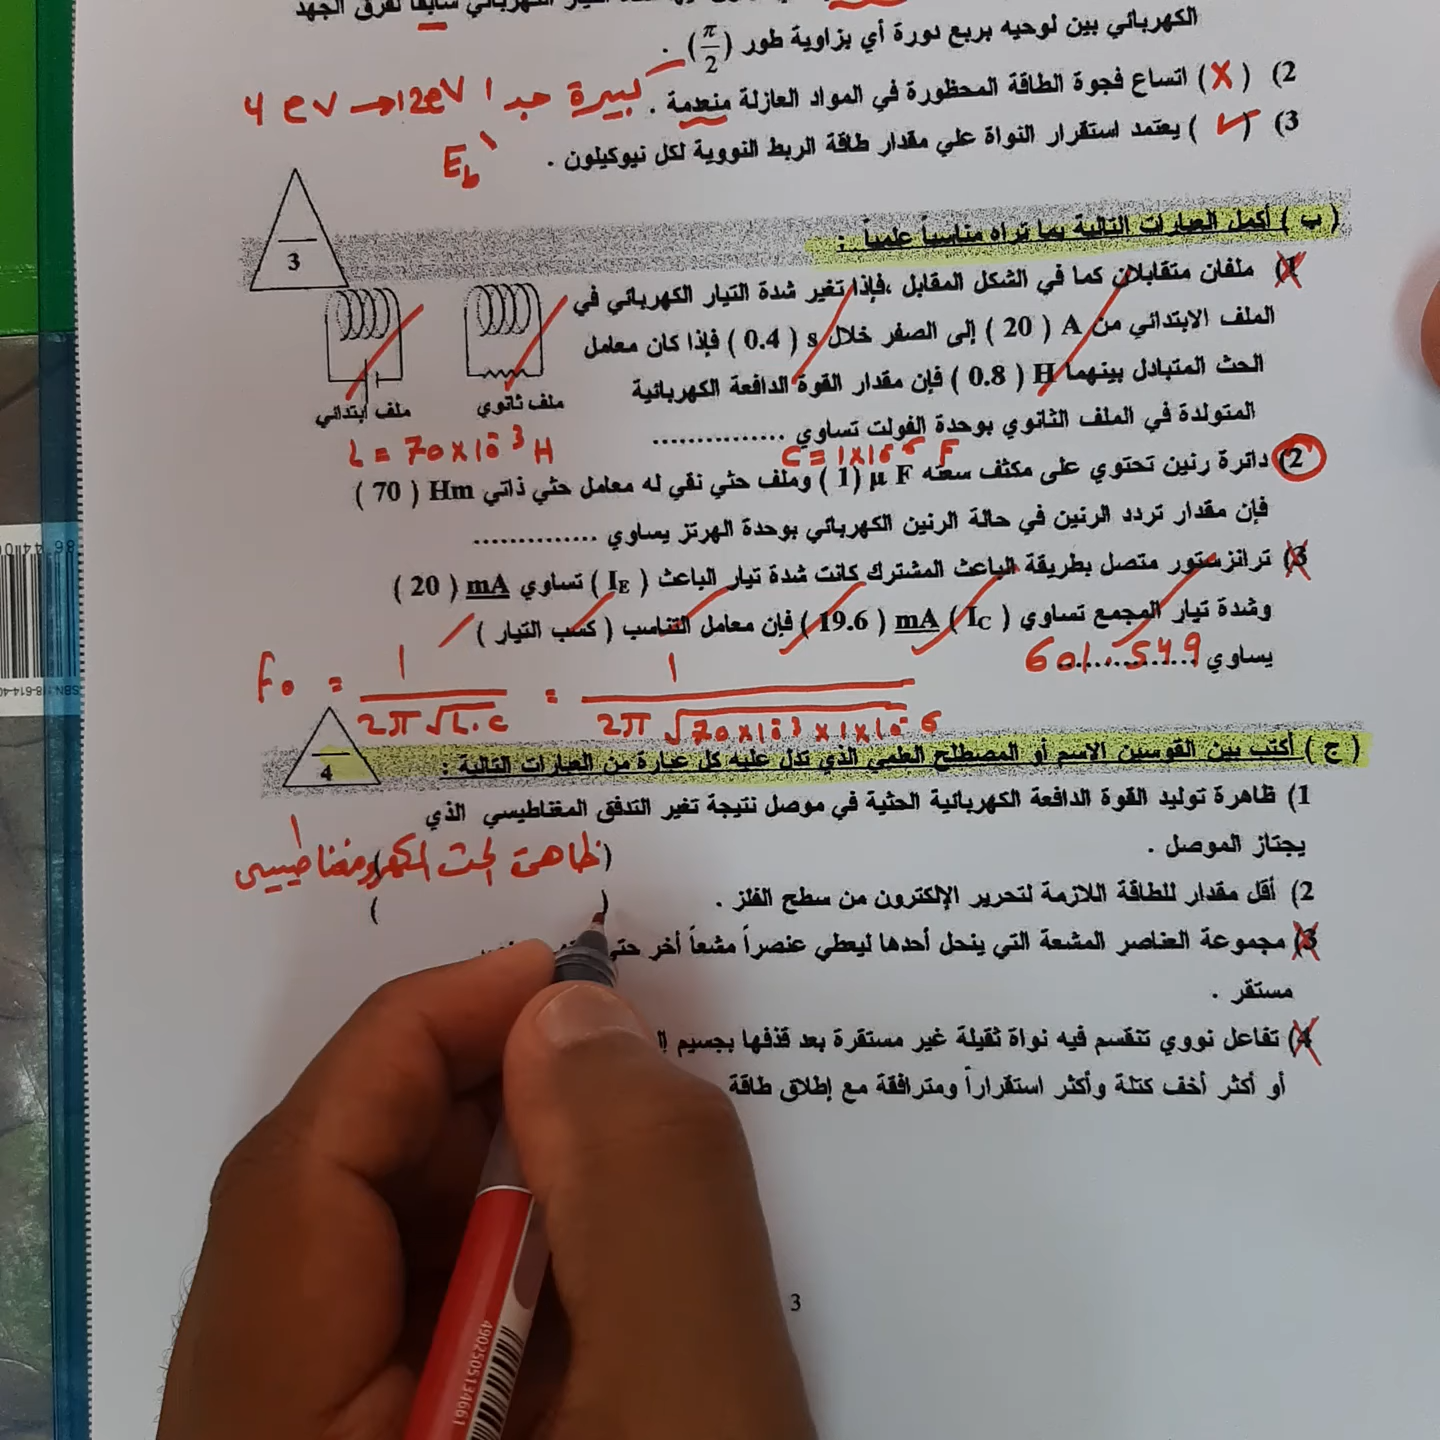 سابقاً لفرق الجهد
الكهربائي بين لوحيه بربع دورة أي بزاوية طور (π/2) .
2) (X) اتساع فجوة الطاقة المحظورة في المواد العازلة منعدمة . كبيرة جدا 4 eV → 12eV
3) (✓) يعتمد استقرار النواة علي مقدار طاقة الربط النووية لكل نيوكيلون .
Eb
3
( ب ) أكمل العبارات التالية بما تراه مناسباً علمياً :
1) ملفان متقابلان كما في الشكل المقابل ،فإذا تغير شدة التيار الكهربائي في
الملف الابتدائي من A ( 20 ) إلى الصفر خلال s ( 0.4 ) فإذا كان معامل
الحث المتبادل بينهما H ( 0.8 ) فإن مقدار القوة الدافعة الكهربائية
ملف ابتدائي
ملف ثانوي
المتولدة في الملف الثانوي بوحدة الفولت تساوي ...............
L = 70 x 10^-3 H
C = 1x10^-6 F
2) دائرة رنين تحتوي على مكثف سعته μ F (1 ) وملف حثي نقي له معامل حثي ذاتي Hm ( 70 )
فإن مقدار تردد الرنين في حالة الرنين الكهربائي بوحدة الهرتز يساوي ..............
3) ترانزستور متصل بطريقة الباعث المشترك كانت شدة تيار الباعث ( IE ) تساوي mA ( 20 )
وشدة تيار المجمع تساوي ( IC ) mA ( 19.6 ) فإن معامل التناسب ( كسب التيار )
يساوي ................
601.549
F0 = 1 / 2π√L.C = 1 / 2π√70x10^-3 x 1x10^-6
4
( ج ) أكتب بين القوسين الاسم أو المصطلح العلمي الذي تدل عليه كل عبارة من العبارات التالية :
1) ظاهرة توليد القوة الدافعة الكهربائية الحثية في موصل نتيجة تغير التدفق المغناطيسي الذي
يجتاز الموصل .
(ظاهرة الحث الكهرومغناطيسي)
2) أقل مقدار للطاقة اللازمة لتحرير الإلكترون من سطح الفلز . ( )
3) مجموعة العناصر المشعة التي ينحل أحدها ليعطي عنصراً مشعاً أخر
مستقر .
4) تفاعل نووي تنقسم فيه نواة ثقيلة غير مستقرة بعد قذفها بجسيم
أو أكثر أخف كتلة وأكثر استقراراً ومترافقة مع إطلاق طاقة
3
4902505134661